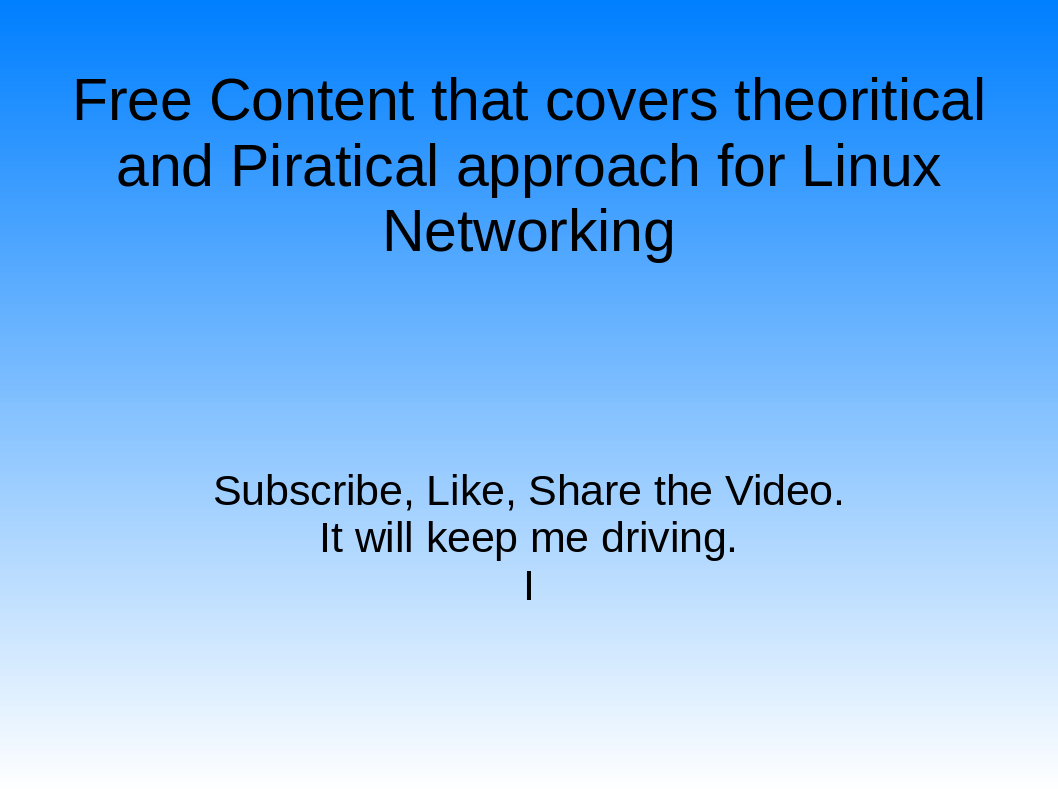 Free Content that covers theoritical
and Piratical approach for Linux
Networking
Subscribe, Like, Share the Video.
It will keep me driving.
I